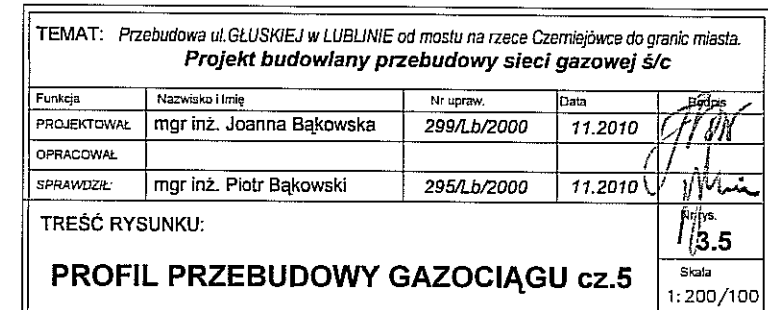 TEMAT: Przebudowa ul.GŁUSKIEJ w LUBLINIE od mostu na rzece Czerniejówce do granic miasta.
Projekt budowlany przebudowy sieci gazowej ś/c
Funkcja Nazwisko i Imię Nr upraw. Data Podpis
PROJEKTOWAŁ mgr inż. Joanna Bąkowska 299/Lb/2000 11.2010
OPRACOWAŁ
SPRAWDZIŁ: mgr inż. Piotr Bąkowski 295/Lb/2000 11.2010
TREŚĆ RYSUNKU: Nr rys.
3.5
PROFIL PRZEBUDOWY GAZOCIĄGU cz.5 Skala
1:200/100